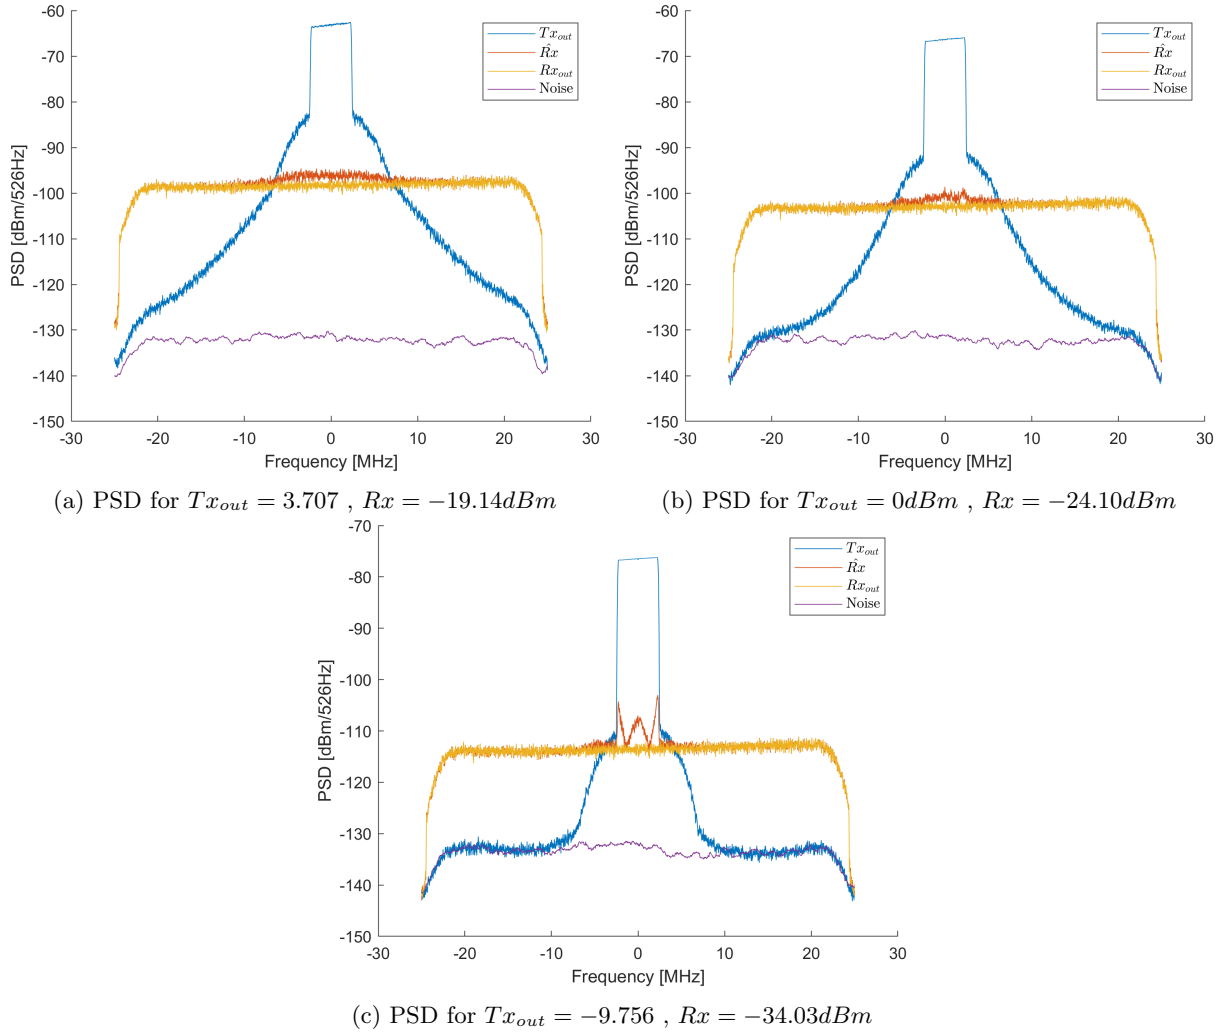 -60
-70
-80
-90
-100
-110
-120
-130
-140
-150
PSD [dBm/526Hz]
-30 -20 -10 0 10 20 30
Frequency [MHz]
Tx_out
R̂x
Rx_out
Noise
(a) PSD for Tx_out = 3.707 , Rx = −19.14dBm
-60
-70
-80
-90
-100
-110
-120
-130
-140
-150
PSD [dBm/526Hz]
-30 -20 -10 0 10 20 30
Frequency [MHz]
Tx_out
R̂x
Rx_out
Noise
(b) PSD for Tx_out = 0dBm , Rx = −24.10dBm
-70
-80
-90
-100
-110
-120
-130
-140
-150
PSD [dBm/526Hz]
-30 -20 -10 0 10 20 30
Frequency [MHz]
Tx_out
R̂x
Rx_out
Noise
(c) PSD for Tx_out = −9.756 , Rx = −34.03dBm